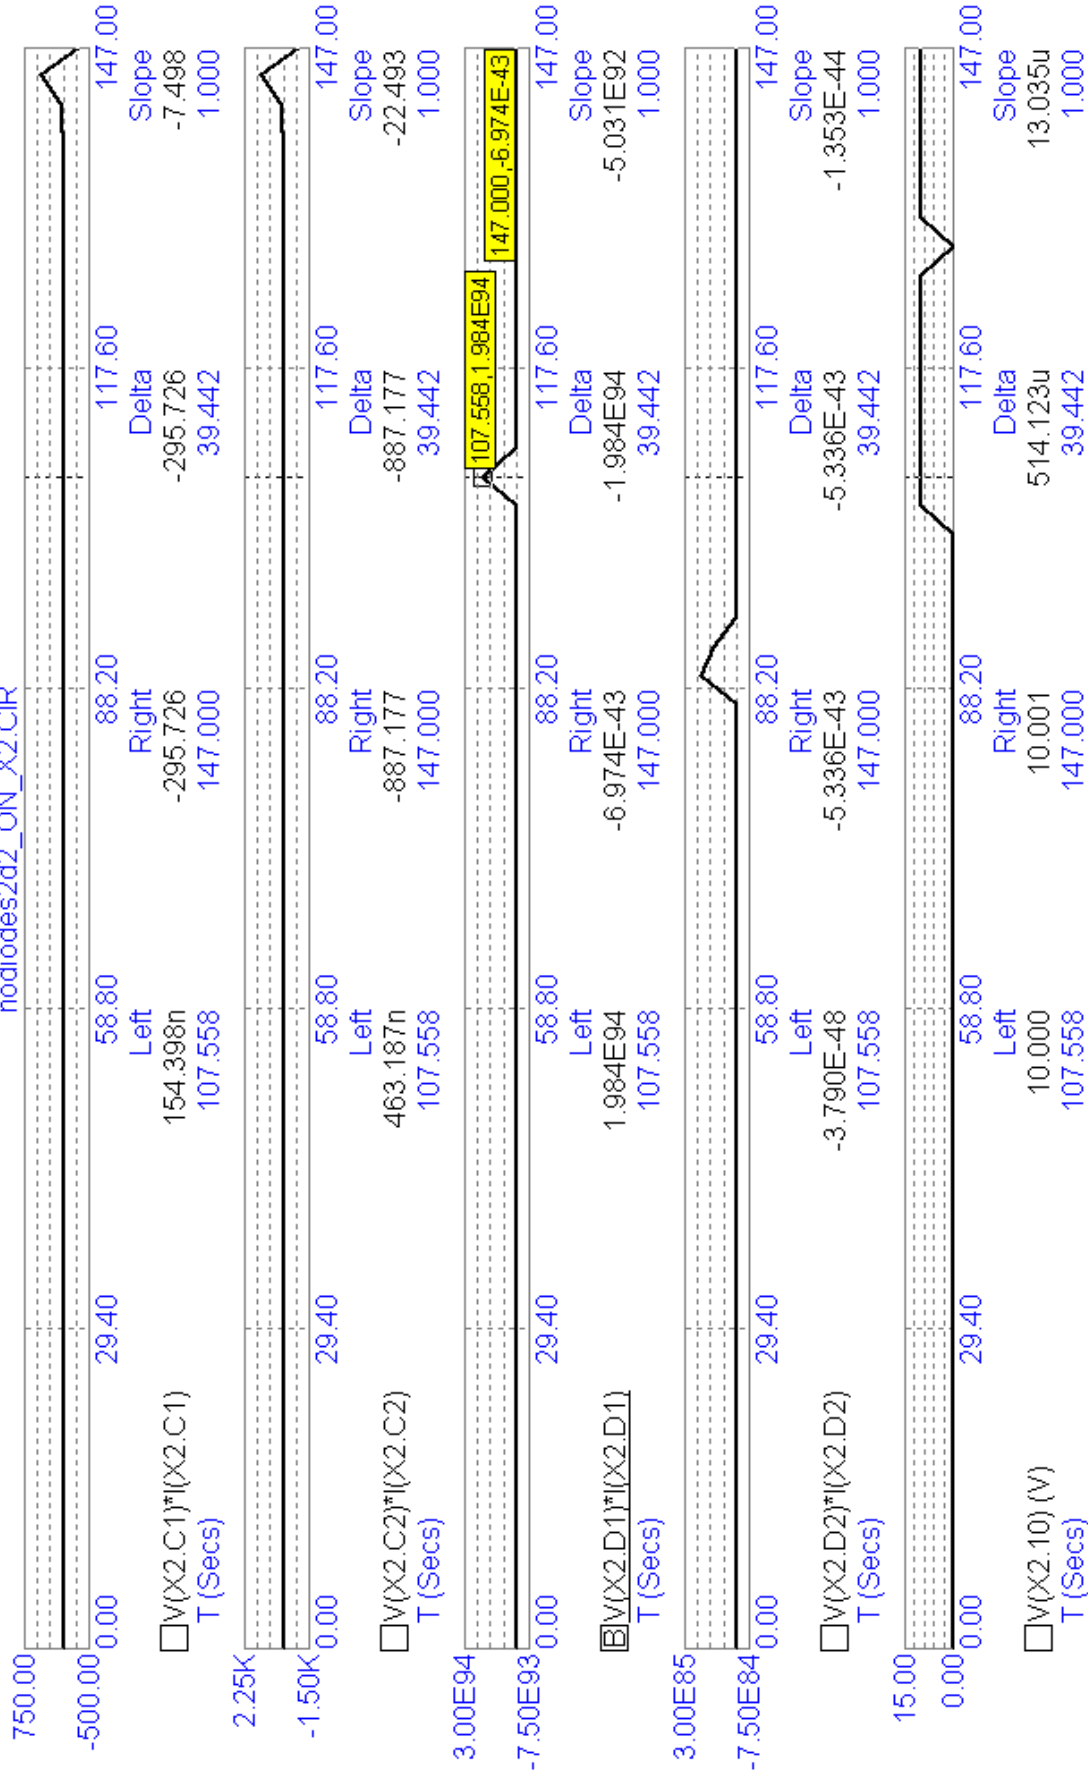 nodiodes2d2_ON_X2.CIR
750.00
-500.00
0.00 29.40 58.80 88.20 117.60 147.00
Left Right Delta Slope
V(X2.C1)*I(X2.C1) 154.398n -295.726 -295.726 -7.498
T (Secs) 107.558 147.000 39.442 1.000
2.25K
-1.50K
0.00 29.40 58.80 88.20 117.60 147.00
Left Right Delta Slope
V(X2.C2)*I(X2.C2) 463.187n -887.177 -887.177 -22.493
T (Secs) 107.558 147.000 39.442 1.000
3.00E94
107.558,1.984E94
147.000,-6.974E-43
-7.50E93
0.00 29.40 58.80 88.20 117.60 147.00
Left Right Delta Slope
B V(X2.D1)*I(X2.D1) 1.984E94 -6.974E-43 -1.984E94 -5.031E92
T (Secs) 107.558 147.000 39.442 1.000
3.00E85
-7.50E84
0.00 29.40 58.80 88.20 117.60 147.00
Left Right Delta Slope
V(X2.D2)*I(X2.D2) -3.790E-48 -5.336E-43 -5.336E-43 -1.353E-44
T (Secs) 107.558 147.000 39.442 1.000
15.00
0.00
0.00 29.40 58.80 88.20 117.60 147.00
Left Right Delta Slope
V(X2.10) (V) 10.000 10.001 514.123u 13.035u
T (Secs) 107.558 147.000 39.442 1.000